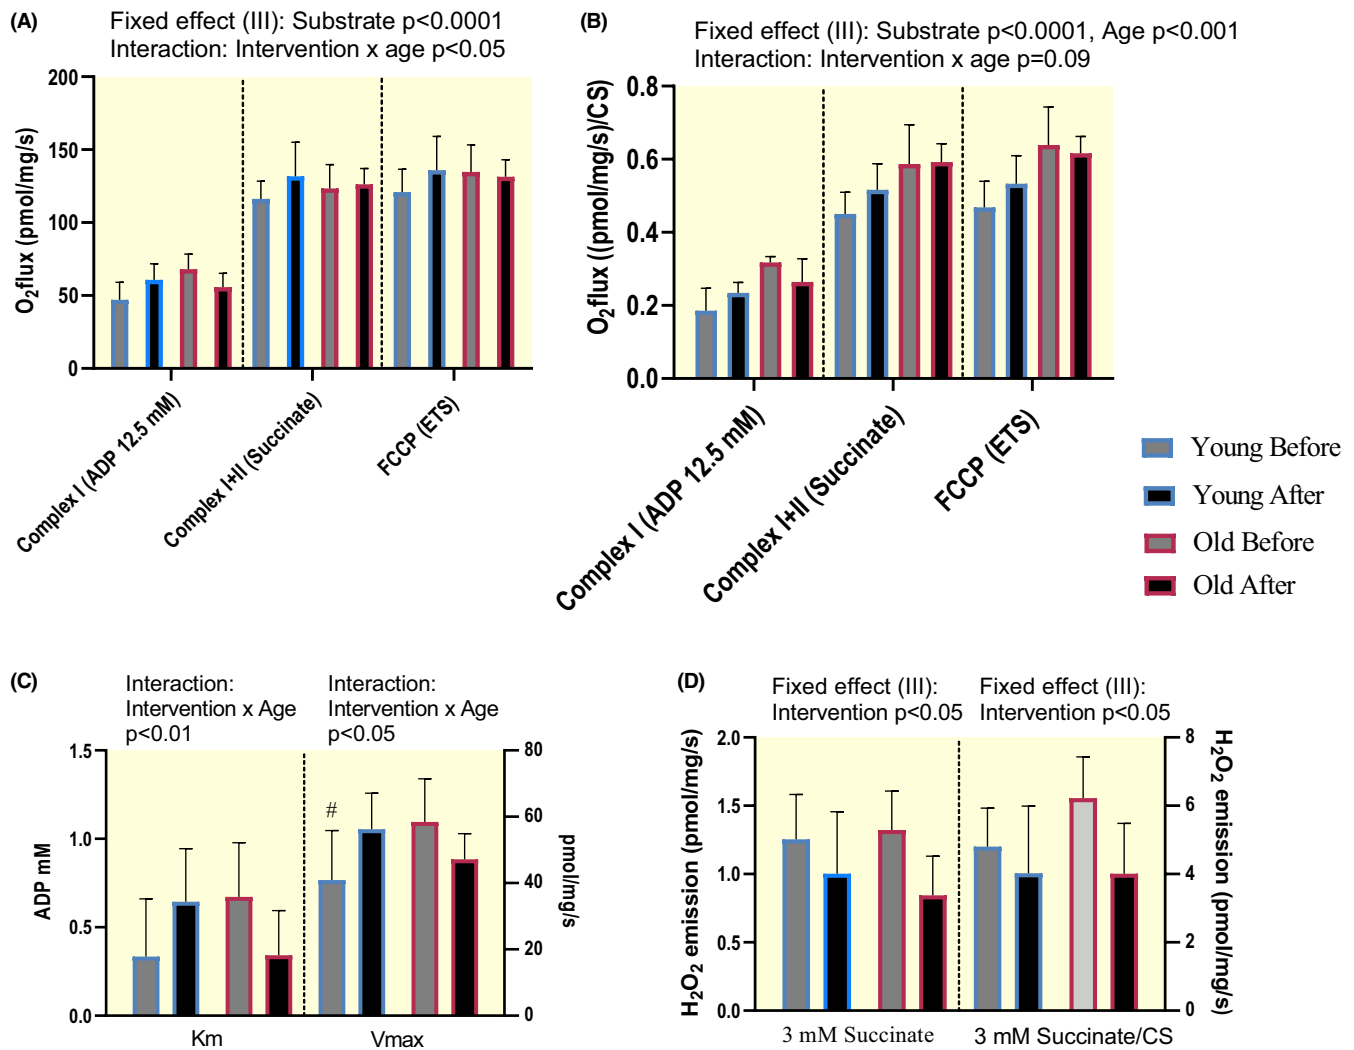 (A)
Fixed effect (III): Substrate p<0.0001
Interaction: Intervention x age p<0.05
O₂flux (pmol/mg/s)
200
150
100
50
0
Complex I (ADP 12.5 mM)
Complex I+II (Succinate)
FCCP (ETS)
(B)
Fixed effect (III): Substrate p<0.0001, Age p<0.001
Interaction: Intervention x age p=0.09
O₂flux ((pmol/mg/s)/CS)
0.8
0.6
0.4
0.2
0.0
Complex I (ADP 12.5 mM)
Complex I+II (Succinate)
FCCP (ETS)
Young Before
Young After
Old Before
Old After
(C)
Interaction:
Intervention x Age
p<0.01
Interaction:
Intervention x Age
p<0.05
ADP mM
1.5
1.0
0.5
0.0
#
80
60
40
20
0
pmol/mg/s
Km
Vmax
(D)
Fixed effect (III):
Intervention p<0.05
Fixed effect (III):
Intervention p<0.05
H₂O₂ emission (pmol/mg/s)
2.0
1.5
1.0
0.5
0.0
8
6
4
2
0
H₂O₂ emission (pmol/mg/s)
3 mM Succinate
3 mM Succinate/CS